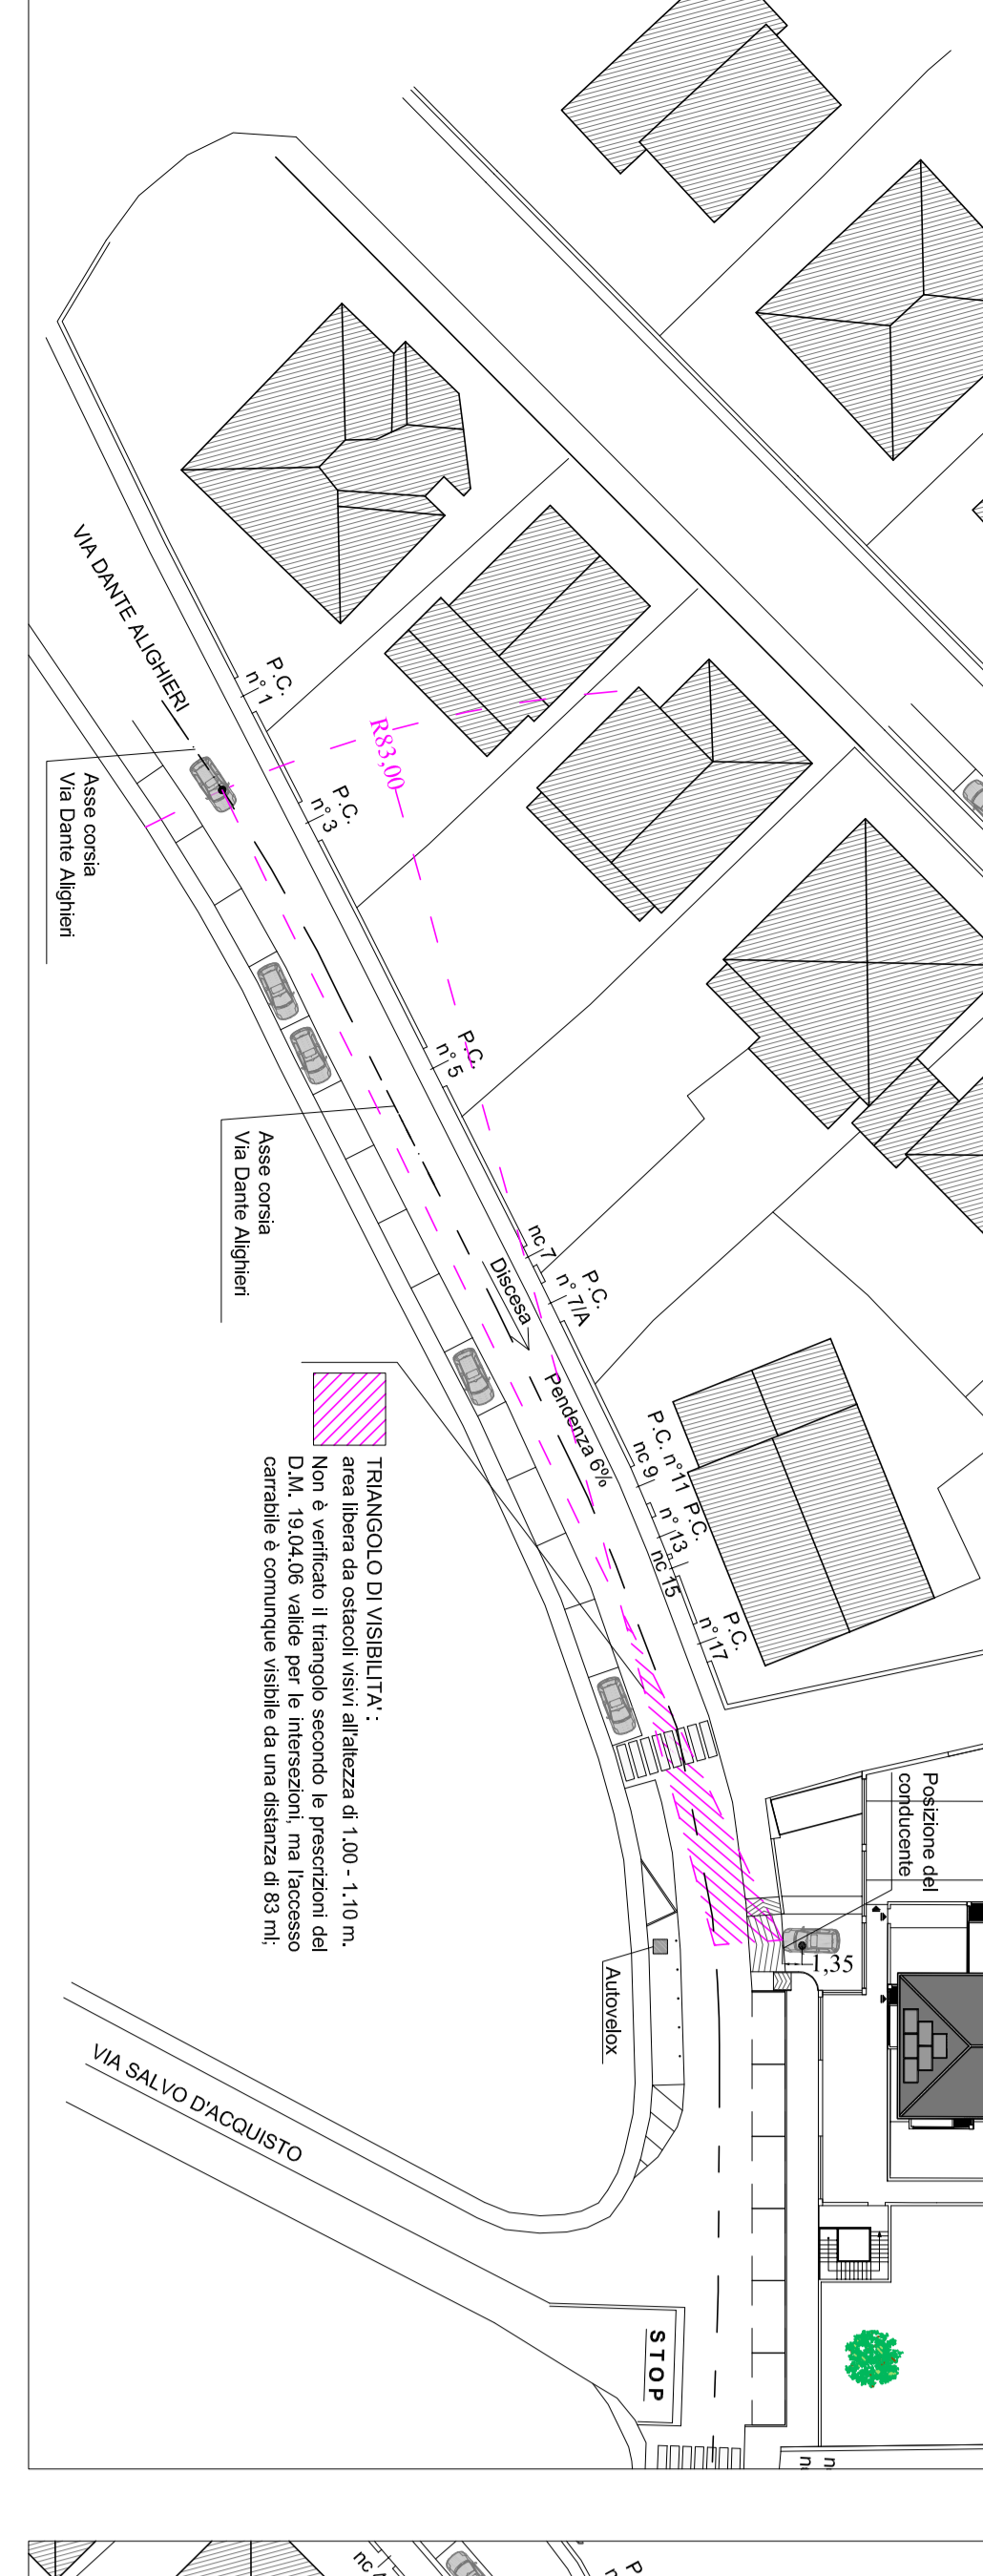 VIA DANTE ALIGHIERI
Asse corsia
Via Dante Alighieri
P.C.
n° 1
R83,00
P.C.
n° 3
P.C.
n° 5
Asse corsia
Via Dante Alighieri
nc 7
P.C.
n° 7/A
Discesa
Pendenza 6%
P.C. n°11
nc 9
P.C.
n° 13
nc 15
P.C.
n° 17
TRIANGOLO DI VISIBILITA' :
area libera da ostacoli visivi all'altezza di 1.00 - 1.10 m.
Non è verificato il triangolo secondo le prescrizioni del
D.M. 19.04.06 valide per le intersezioni, ma l'accesso
carrabile è comunque visibile da una distanza di 83 ml;
Posizione del
conducente
1,35
Autovelox
VIA SALVO D'ACQUISTO
STOP